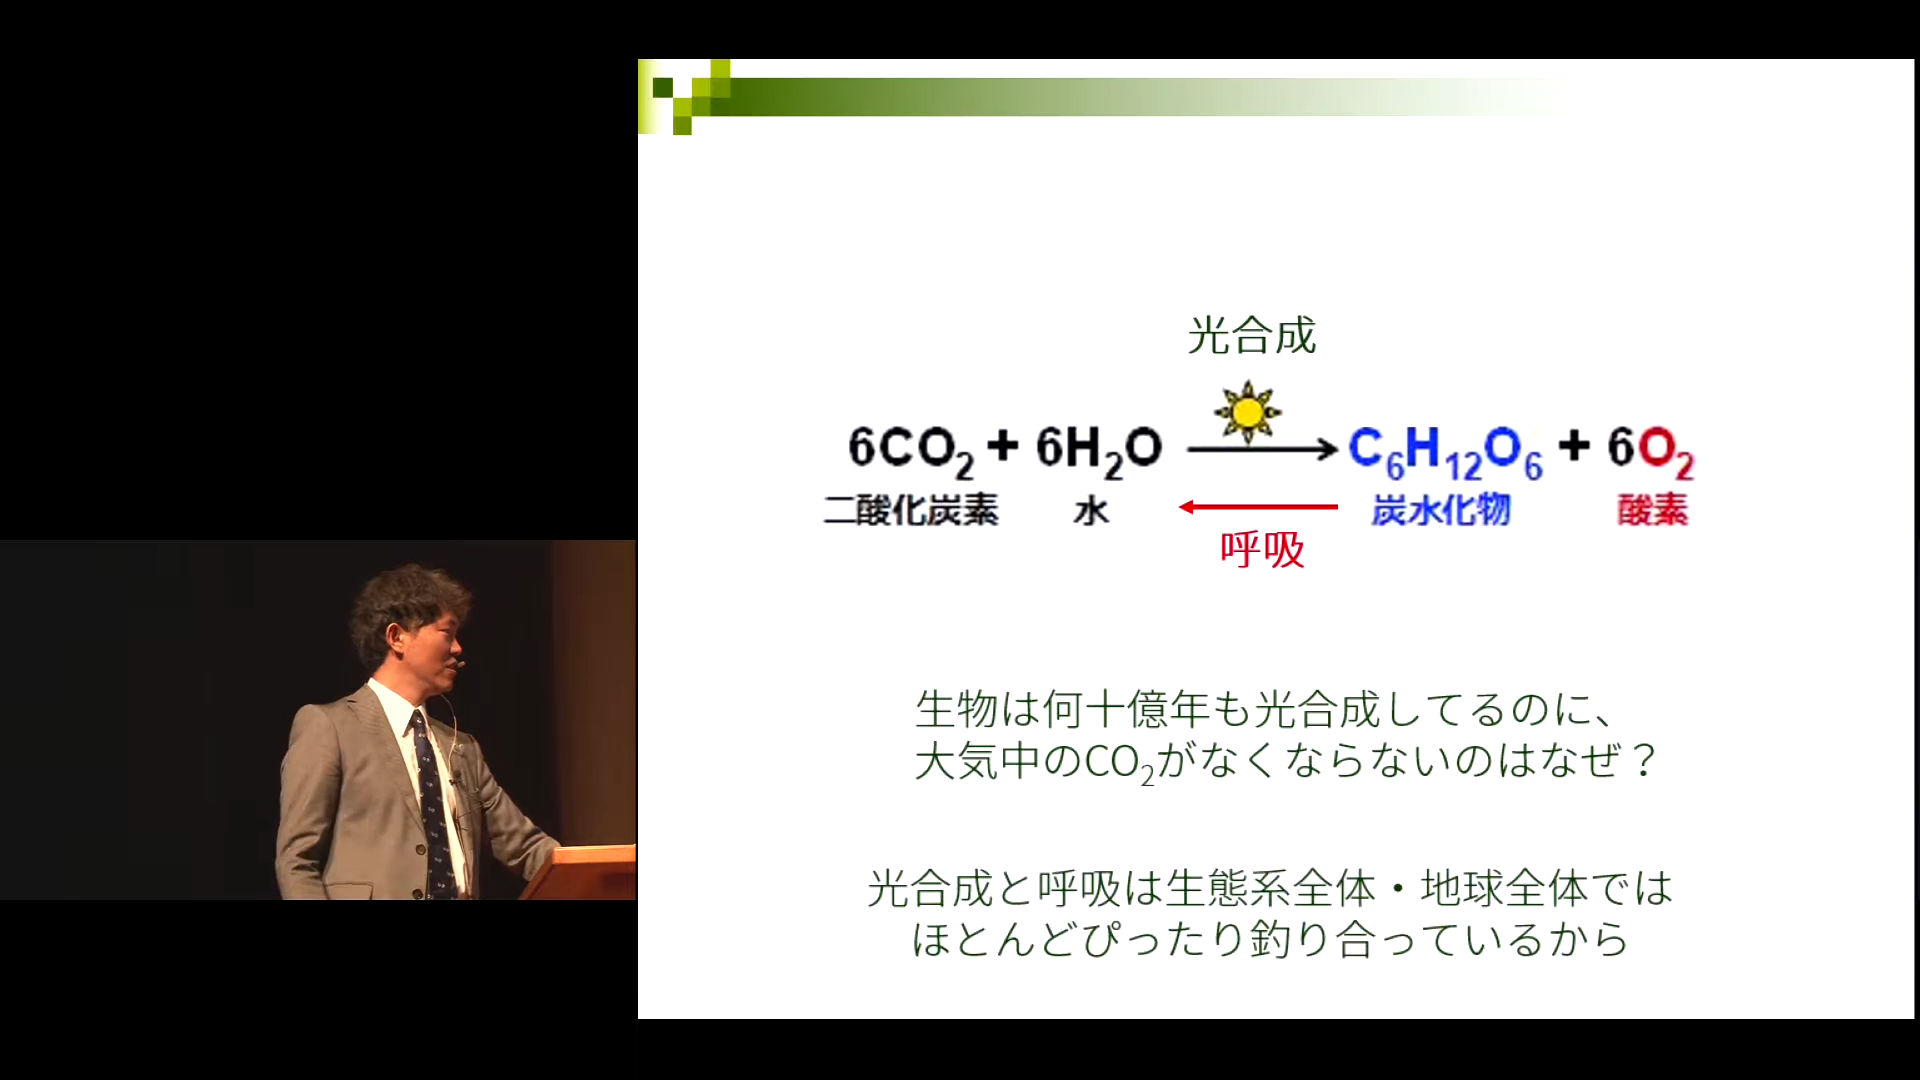 光合成
6CO₂ + 6H₂O → C₆H₁₂O₆ + 6O₂
二酸化炭素 水 炭水化物 酸素
呼吸
生物は何十億年も光合成してるのに、
大気中のCO₂がなくならないのはなぜ？
光合成と呼吸は生態系全体・地球全体では
ほとんどぴったり釣り合っているから